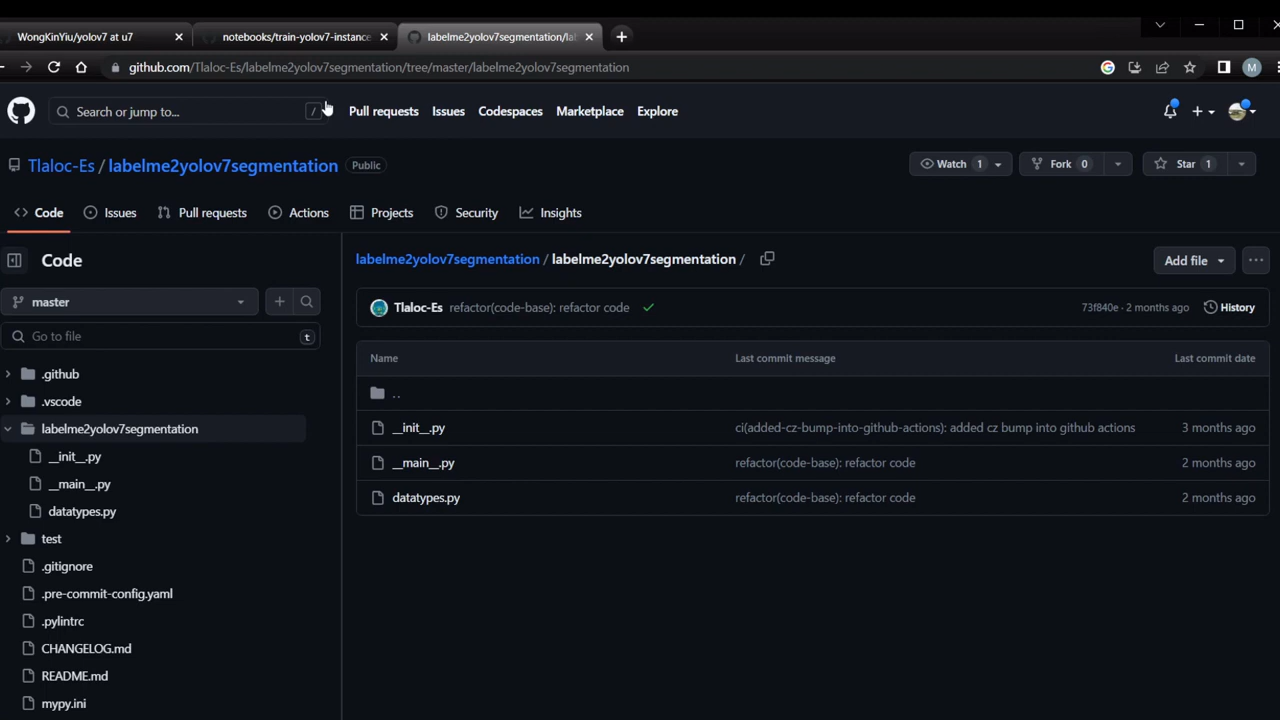 WongKinYiu/yolov7 at u7
notebooks/train-yolov7-instance
labelme2yolov7segmentation/la
github.com/Tlaloc-Es/labelme2yolov7segmentation/tree/master/labelme2yolov7segmentation
M
Search or jump to...
/
Pull requests
Issues
Codespaces
Marketplace
Explore
Tlaloc-Es / labelme2yolov7segmentation
Public
Watch 1
Fork 0
Star 1
Code
Issues
Pull requests
Actions
Projects
Security
Insights
Code
master
Go to file
t
.github
.vscode
labelme2yolov7segmentation
__init__.py
__main__.py
datatypes.py
test
.gitignore
.pre-commit-config.yaml
.pylintrc
CHANGELOG.md
README.md
mypy.ini
labelme2yolov7segmentation / labelme2yolov7segmentation /
Add file
Tlaloc-Es refactor(code-base): refactor code
73f840e · 2 months ago
History
Name Last commit message Last commit date
..
__init__.py ci(added-cz-bump-into-github-actions): added cz bump into github actions 3 months ago
__main__.py refactor(code-base): refactor code 2 months ago
datatypes.py refactor(code-base): refactor code 2 months ago